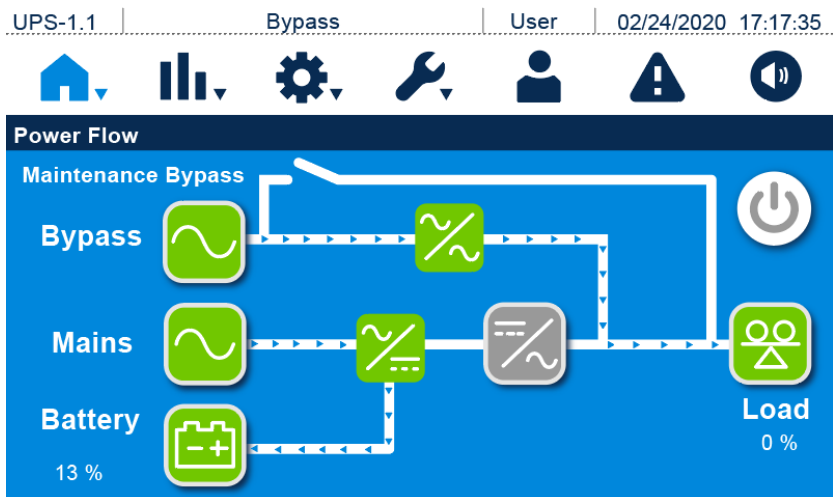 UPS-1.1 Bypass User 02/24/2020 17:17:35
Power Flow
Maintenance Bypass
Bypass
Mains
Battery
13 %
Load
0 %